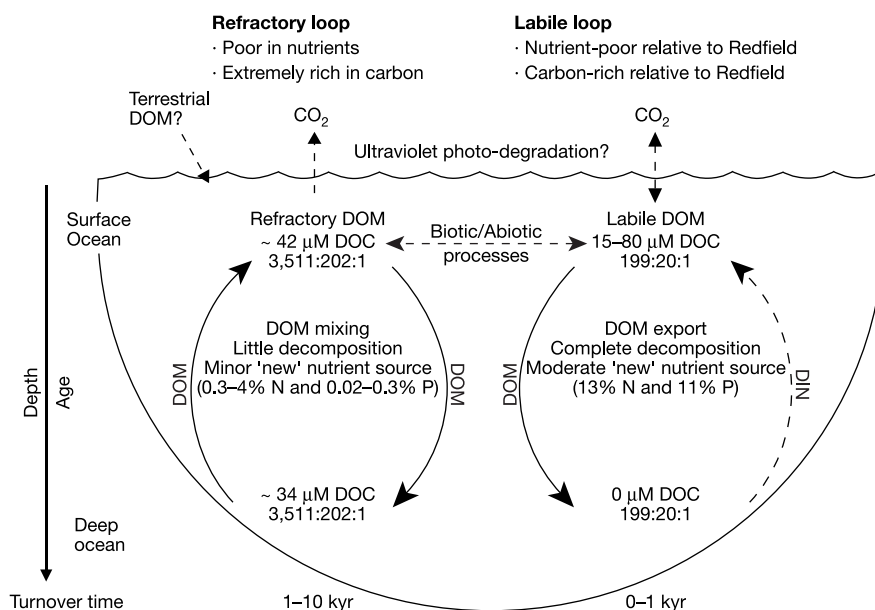 Refractory loop
· Poor in nutrients
· Extremely rich in carbon
Labile loop
· Nutrient-poor relative to Redfield
· Carbon-rich relative to Redfield
Terrestrial
DOM?
CO₂
CO₂
Ultraviolet photo-degradation?
Surface
Ocean
Refractory DOM
~ 42 µM DOC
3,511:202:1
Biotic/Abiotic
processes
Labile DOM
15–80 µM DOC
199:20:1
Depth
Age
DOM
DOM mixing
Little decomposition
Minor 'new' nutrient source
(0.3–4% N and 0.02–0.3% P)
DOM
DOM
DOM export
Complete decomposition
Moderate 'new' nutrient source
(13% N and 11% P)
DIN
~ 34 µM DOC
3,511:202:1
0 µM DOC
199:20:1
Deep
ocean
Turnover time
1–10 kyr
0–1 kyr